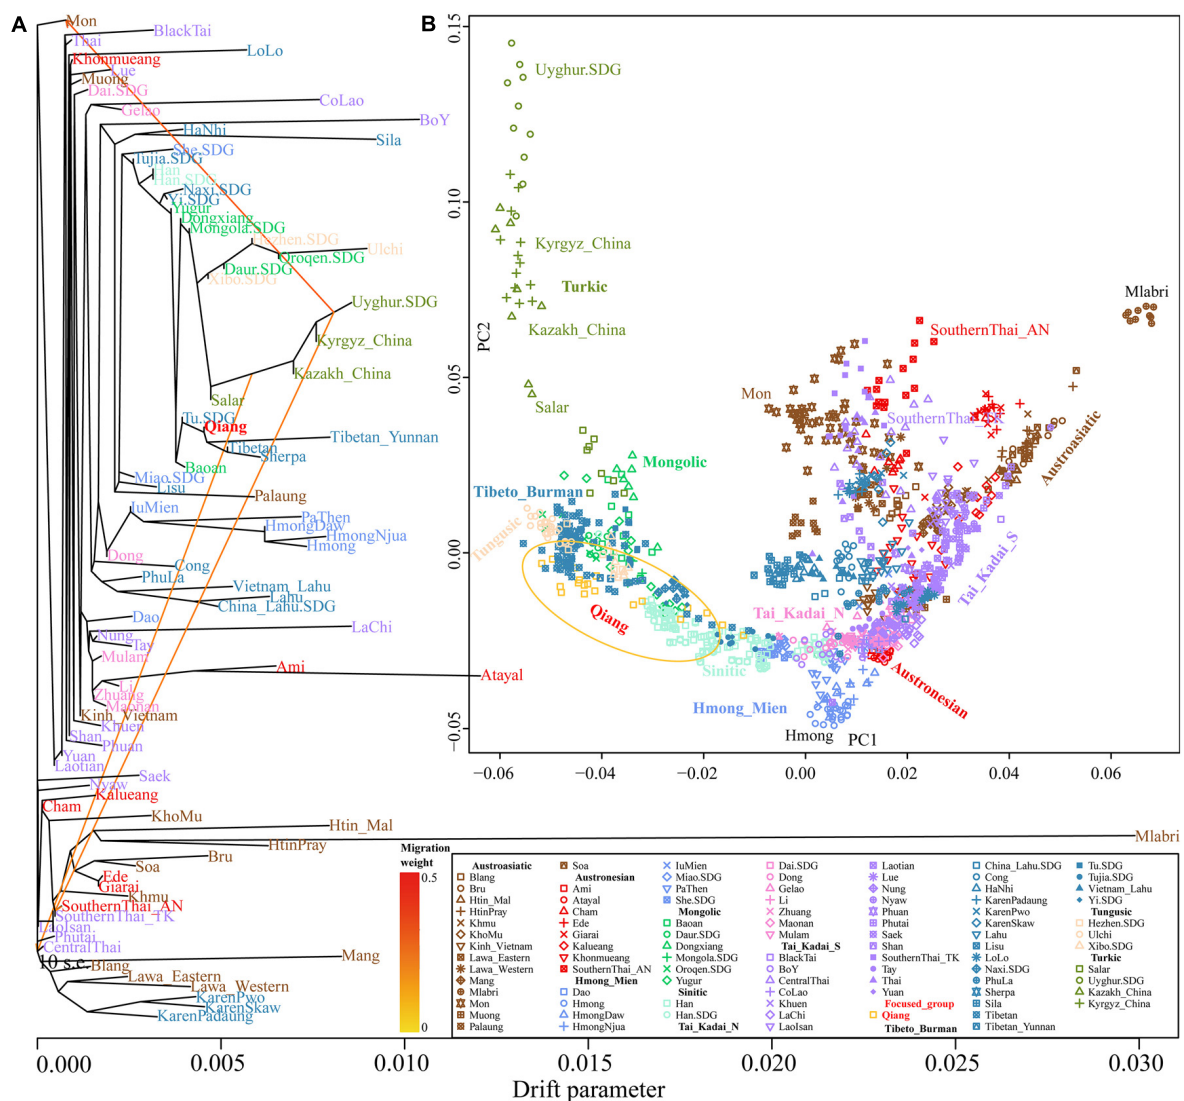 A
Mon
BlackTai
Thai
LoLo
Khonmueang
Lue
Muong
Dai.SDG
CoLao
Gelao
BoY
HaNhi
Sila
She.SDG
Tujia.SDG
Han
Han.SDG
Naxi.SDG
Yi.SDG
Yugur
Dongxiang
Mongola.SDG
Hezhen.SDG
Ulchi
Oroqen.SDG
Daur.SDG
Xibo.SDG
Uyghur.SDG
Kyrgyz_China
Kazakh_China
Salar
Tu.SDG
Qiang
Tibetan_Yunnan
Tibetan
Sherpa
Baoan
Miao.SDG
Lisu
Palaung
IuMien
PaThen
HmongDaw
HmongNjua
Hmong
Dong
Cong
PhuLa
Vietnam_Lahu
Lahu
China_Lahu.SDG
Dao
LaChi
Nung
Tay
Mulam
Ami
Atayal
Li
Zhuang
Maonan
Kinh_Vietnam
Khuen
Shan
Phuan
Yuan
Laotian
Saek
Nyaw
Kalueang
Cham
KhoMu
Htin_Mal
Mlabri
HtinPray
Bru
Soa
Ede
Giarai
Khmu
SouthernThai_AN
SouthernThai_TK
LaoIsan
Phutai
CentralThai
10 s.e.
Mang
Blang
Lawa_Eastern
Lawa_Western
KarenPwo
KarenSkaw
KarenPadaung
Migration
weight
0.5
0
0.000
0.005
0.010
0.015
0.020
0.025
0.030
Drift parameter
B
0.15
0.10
0.05
0.00
−0.05
PC2
Uyghur.SDG
Kyrgyz_China
Turkic
Kazakh_China
Salar
Mlabri
SouthernThai_AN
Mon
SouthernThai_TK
Austroasiatic
Mongolic
Tibeto_Burman
Tungusic
Tai_Kadai_S
Qiang
Tai_Kadai_N
Sinitic
Austronesian
Hmong_Mien
Hmong
PC1
−0.06
−0.04
−0.02
0.00
0.02
0.04
0.06
Austroasiatic
Blang
Bru
Htin_Mal
HtinPray
Khmu
KhoMu
Kinh_Vietnam
Lawa_Eastern
Lawa_Western
Mang
Mlabri
Mon
Muong
Palaung
Soa
Austronesian
Ami
Atayal
Cham
Ede
Giarai
Kalueang
Khonmueang
SouthernThai_AN
Hmong_Mien
Dao
Hmong
HmongDaw
HmongNjua
IuMien
Miao.SDG
PaThen
She.SDG
Mongolic
Baoan
Daur.SDG
Dongxiang
Mongola.SDG
Oroqen.SDG
Yugur
Sinitic
Han
Han.SDG
Tai_Kadai_N
Dai.SDG
Dong
Gelao
Li
Zhuang
Maonan
Mulam
Tai_Kadai_S
BlackTai
BoY
CentralThai
CoLao
Khuen
LaChi
LaoIsan
Laotian
Lue
Nung
Nyaw
Phuan
Phutai
Saek
Shan
SouthernThai_TK
Tay
Thai
Yuan
Focused_group
Qiang
Tibeto_Burman
China_Lahu.SDG
Cong
HaNhi
KarenPadaung
KarenPwo
KarenSkaw
Lahu
Lisu
LoLo
Naxi.SDG
PhuLa
Sherpa
Sila
Tibetan
Tibetan_Yunnan
Tu.SDG
Tujia.SDG
Vietnam_Lahu
Yi.SDG
Tungusic
Hezhen.SDG
Ulchi
Xibo.SDG
Turkic
Salar
Uyghur.SDG
Kazakh_China
Kyrgyz_China